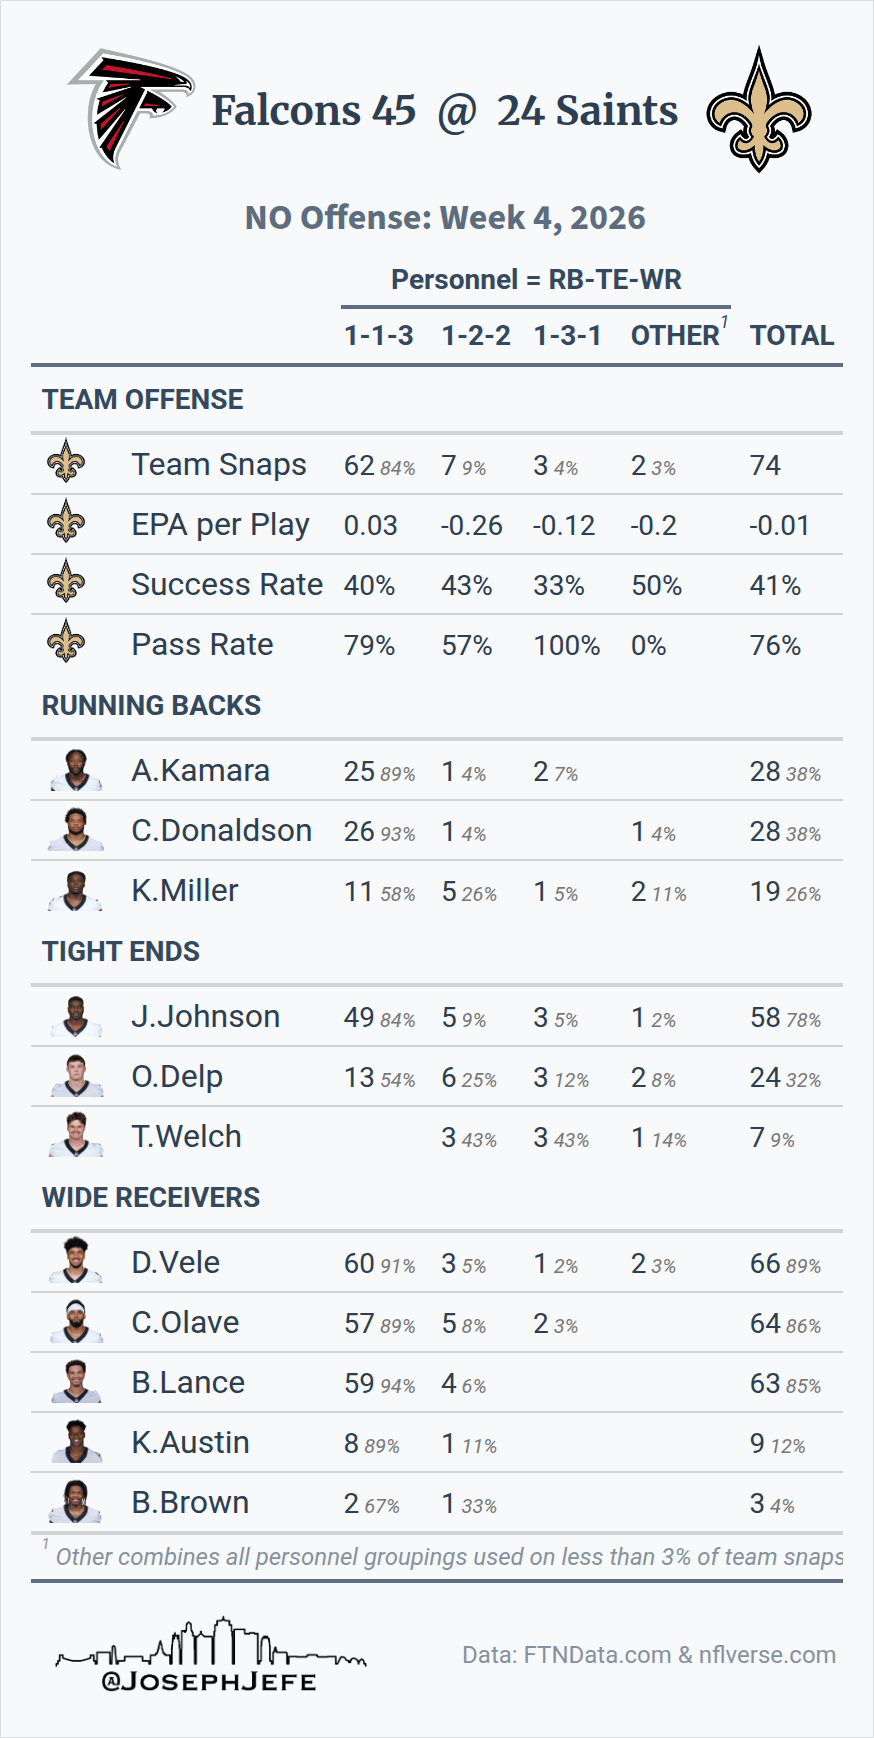 Falcons 45 @ 24 Saints
NO Offense: Week 4, 2026
Personnel = RB-TE-WR
1-1-3 1-2-2 1-3-1 OTHER1 TOTAL
TEAM OFFENSE
Team Snaps 62 84% 7 9% 3 4% 2 3% 74
EPA per Play 0.03 -0.26 -0.12 -0.2 -0.01
Success Rate 40% 43% 33% 50% 41%
Pass Rate 79% 57% 100% 0% 76%
RUNNING BACKS
A.Kamara 25 89% 1 4% 2 7% 28 38%
C.Donaldson 26 93% 1 4% 1 4% 28 38%
K.Miller 11 58% 5 26% 1 5% 2 11% 19 26%
TIGHT ENDS
J.Johnson 49 84% 5 9% 3 5% 1 2% 58 78%
O.Delp 13 54% 6 25% 3 12% 2 8% 24 32%
T.Welch 3 43% 3 43% 1 14% 7 9%
WIDE RECEIVERS
D.Vele 60 91% 3 5% 1 2% 2 3% 66 89%
C.Olave 57 89% 5 8% 2 3% 64 86%
B.Lance 59 94% 4 6% 63 85%
K.Austin 8 89% 1 11% 9 12%
B.Brown 2 67% 1 33% 3 4%
1 Other combines all personnel groupings used on less than 3% of team snaps
@JosephJefe
Data: FTNData.com & nflverse.com